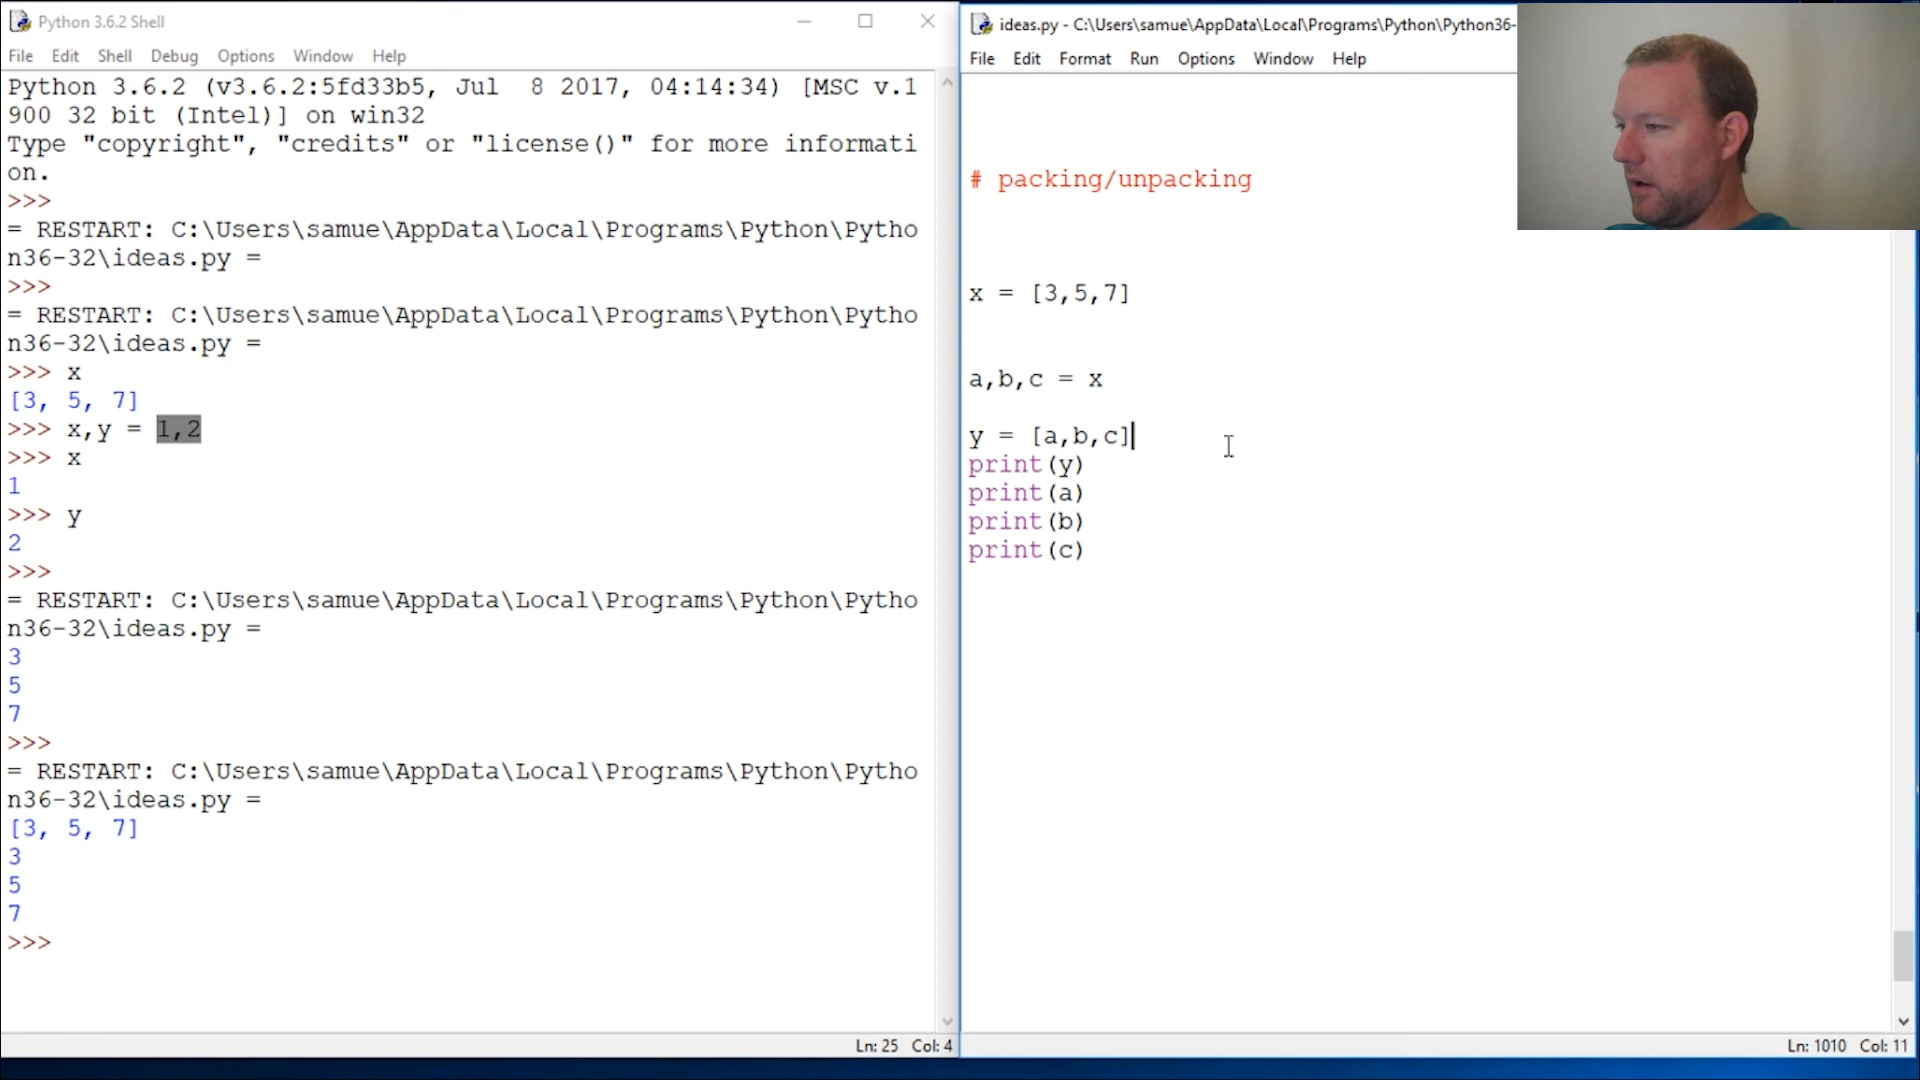 Python 3.6.2 Shell
File Edit Shell Debug Options Window Help
Python 3.6.2 (v3.6.2:5fd33b5, Jul  8 2017, 04:14:34) [MSC v.1
900 32 bit (Intel)] on win32
Type "copyright", "credits" or "license()" for more informati
on.
>>>
= RESTART: C:\Users\samue\AppData\Local\Programs\Python\Pytho
n36-32\ideas.py =
>>>
= RESTART: C:\Users\samue\AppData\Local\Programs\Python\Pytho
n36-32\ideas.py =
>>> x
[3, 5, 7]
>>> x,y = 1,2
>>> x
1
>>> y
2
>>>
= RESTART: C:\Users\samue\AppData\Local\Programs\Python\Pytho
n36-32\ideas.py =
3
5
7
>>>
= RESTART: C:\Users\samue\AppData\Local\Programs\Python\Pytho
n36-32\ideas.py =
[3, 5, 7]
3
5
7
>>>
Ln: 25 Col: 4
ideas.py - C:\Users\samue\AppData\Local\Programs\Python\Python36-
File Edit Format Run Options Window Help
# packing/unpacking
x = [3,5,7]
a,b,c = x
y = [a,b,c]
print(y)
print(a)
print(b)
print(c)
Ln: 1010 Col: 11